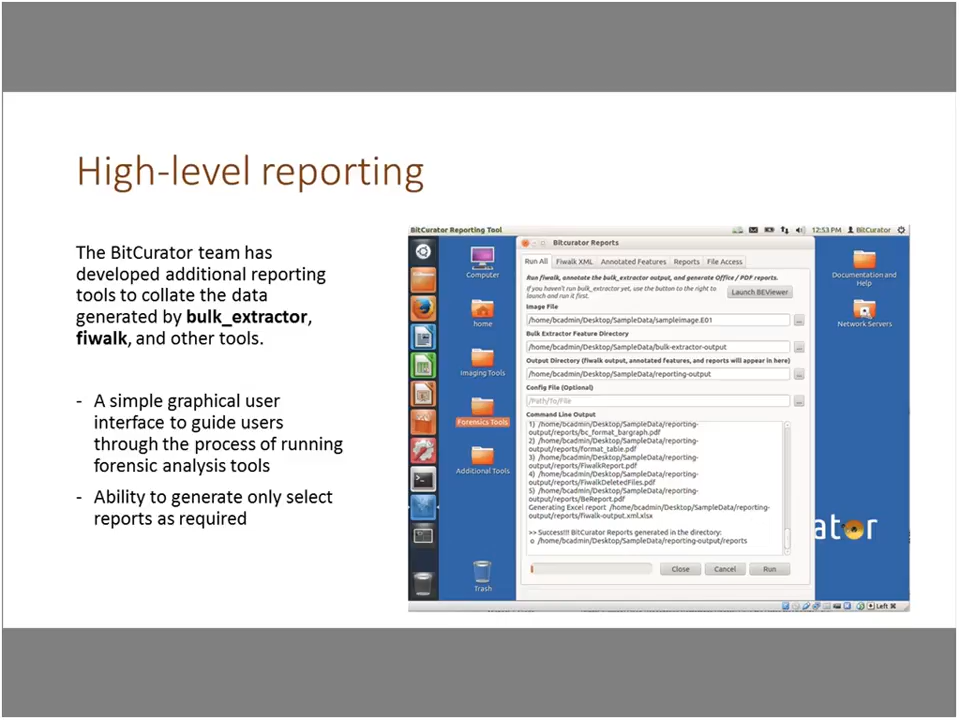 High-level reporting
The BitCurator team has
developed additional reporting
tools to collate the data
generated by bulk_extractor,
fiwalk, and other tools.
- A simple graphical user
interface to guide users
through the process of running
forensic analysis tools
- Ability to generate only select
reports as required
BitCurator Reporting Tool
12:53 PM
BitCurator
Computer
home
Imaging Tools
Forensics Tools
Additional Tools
Trash
Bitcurator Reports
Run All
Fiwalk XML
Annotated Features
Reports
File Access
Run fiwalk, annotate the bulk_extractor output, and generate Office / PDF reports.
If you haven't run bulk_extractor yet, use the button to the right to
launch and run it first.
Launch BEViewer
Image File
/home/bcadmin/Desktop/SampleData/sampleimage.E01
...
Bulk Extractor Feature Directory
/home/bcadmin/Desktop/SampleData/bulk-extractor-output
...
Output Directory (fiwalk output, annotated features, and reports will appear in here)
/home/bcadmin/Desktop/SampleData/reporting-output
...
Config File (Optional)
/Path/To/File
...
Command Line Output
1) /home/bcadmin/Desktop/SampleData/reporting-
output/reports/bc_format_bargraph.pdf
2) /home/bcadmin/Desktop/SampleData/reporting-
output/reports/format_table.pdf
3) /home/bcadmin/Desktop/SampleData/reporting-
output/reports/FiwalkReport.pdf
4) /home/bcadmin/Desktop/SampleData/reporting-
output/reports/FiwalkDeletedFiles.pdf
5) /home/bcadmin/Desktop/SampleData/reporting-
output/reports/BeReport.pdf
Generating Excel report /home/bcadmin/Desktop/SampleData/reporting-
output/reports/fiwalk-output.xml.xlsx
>> Success!!! BitCurator Reports generated in the directory:
o /home/bcadmin/Desktop/SampleData/reporting-output/reports
Close
Cancel
Run
Documentation and
Help
Network Servers
ator
Left ⌘